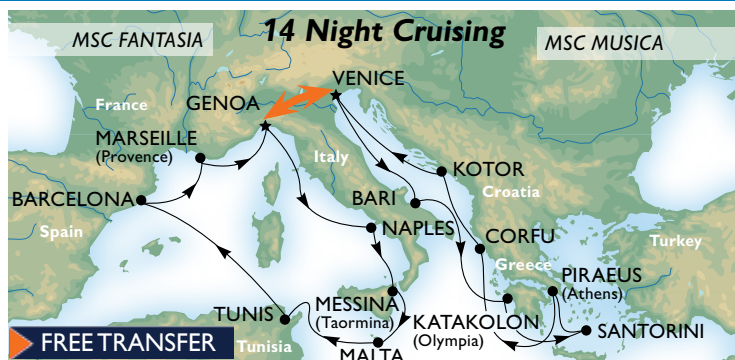 14 Night Cruising
MSC FANTASIA
MSC MUSICA
VENICE
GENOA
France
MARSEILLE
(Provence)
Italy
KOTOR
Croatia
BARCELONA
BARI
Spain
NAPLES
CORFU
Turkey
Greece
PIRAEUS
(Athens)
MESSINA
(Taormina)
KATAKOLON
(Olympia)
TUNIS
SANTORINI
FREE TRANSFER
Tunisia
MALTA